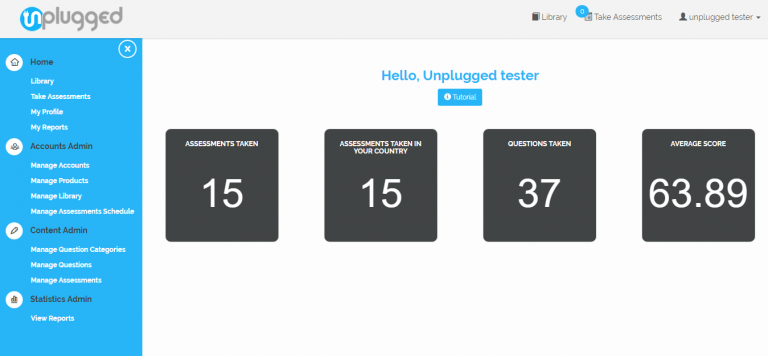 unplugged
Library
0
Take Assessments
unplugged tester
X
Home
Library
Take Assessments
My Profile
My Reports
Accounts Admin
Manage Accounts
Manage Products
Manage Library
Manage Assessments Schedule
Content Admin
Manage Question Categories
Manage Questions
Manage Assessments
Statistics Admin
View Reports
Hello, Unplugged tester
Tutorial
ASSESSMENTS TAKEN
15
ASSESSMENTS TAKEN IN
YOUR COUNTRY
15
QUESTIONS TAKEN
37
AVERAGE SCORE
63.89